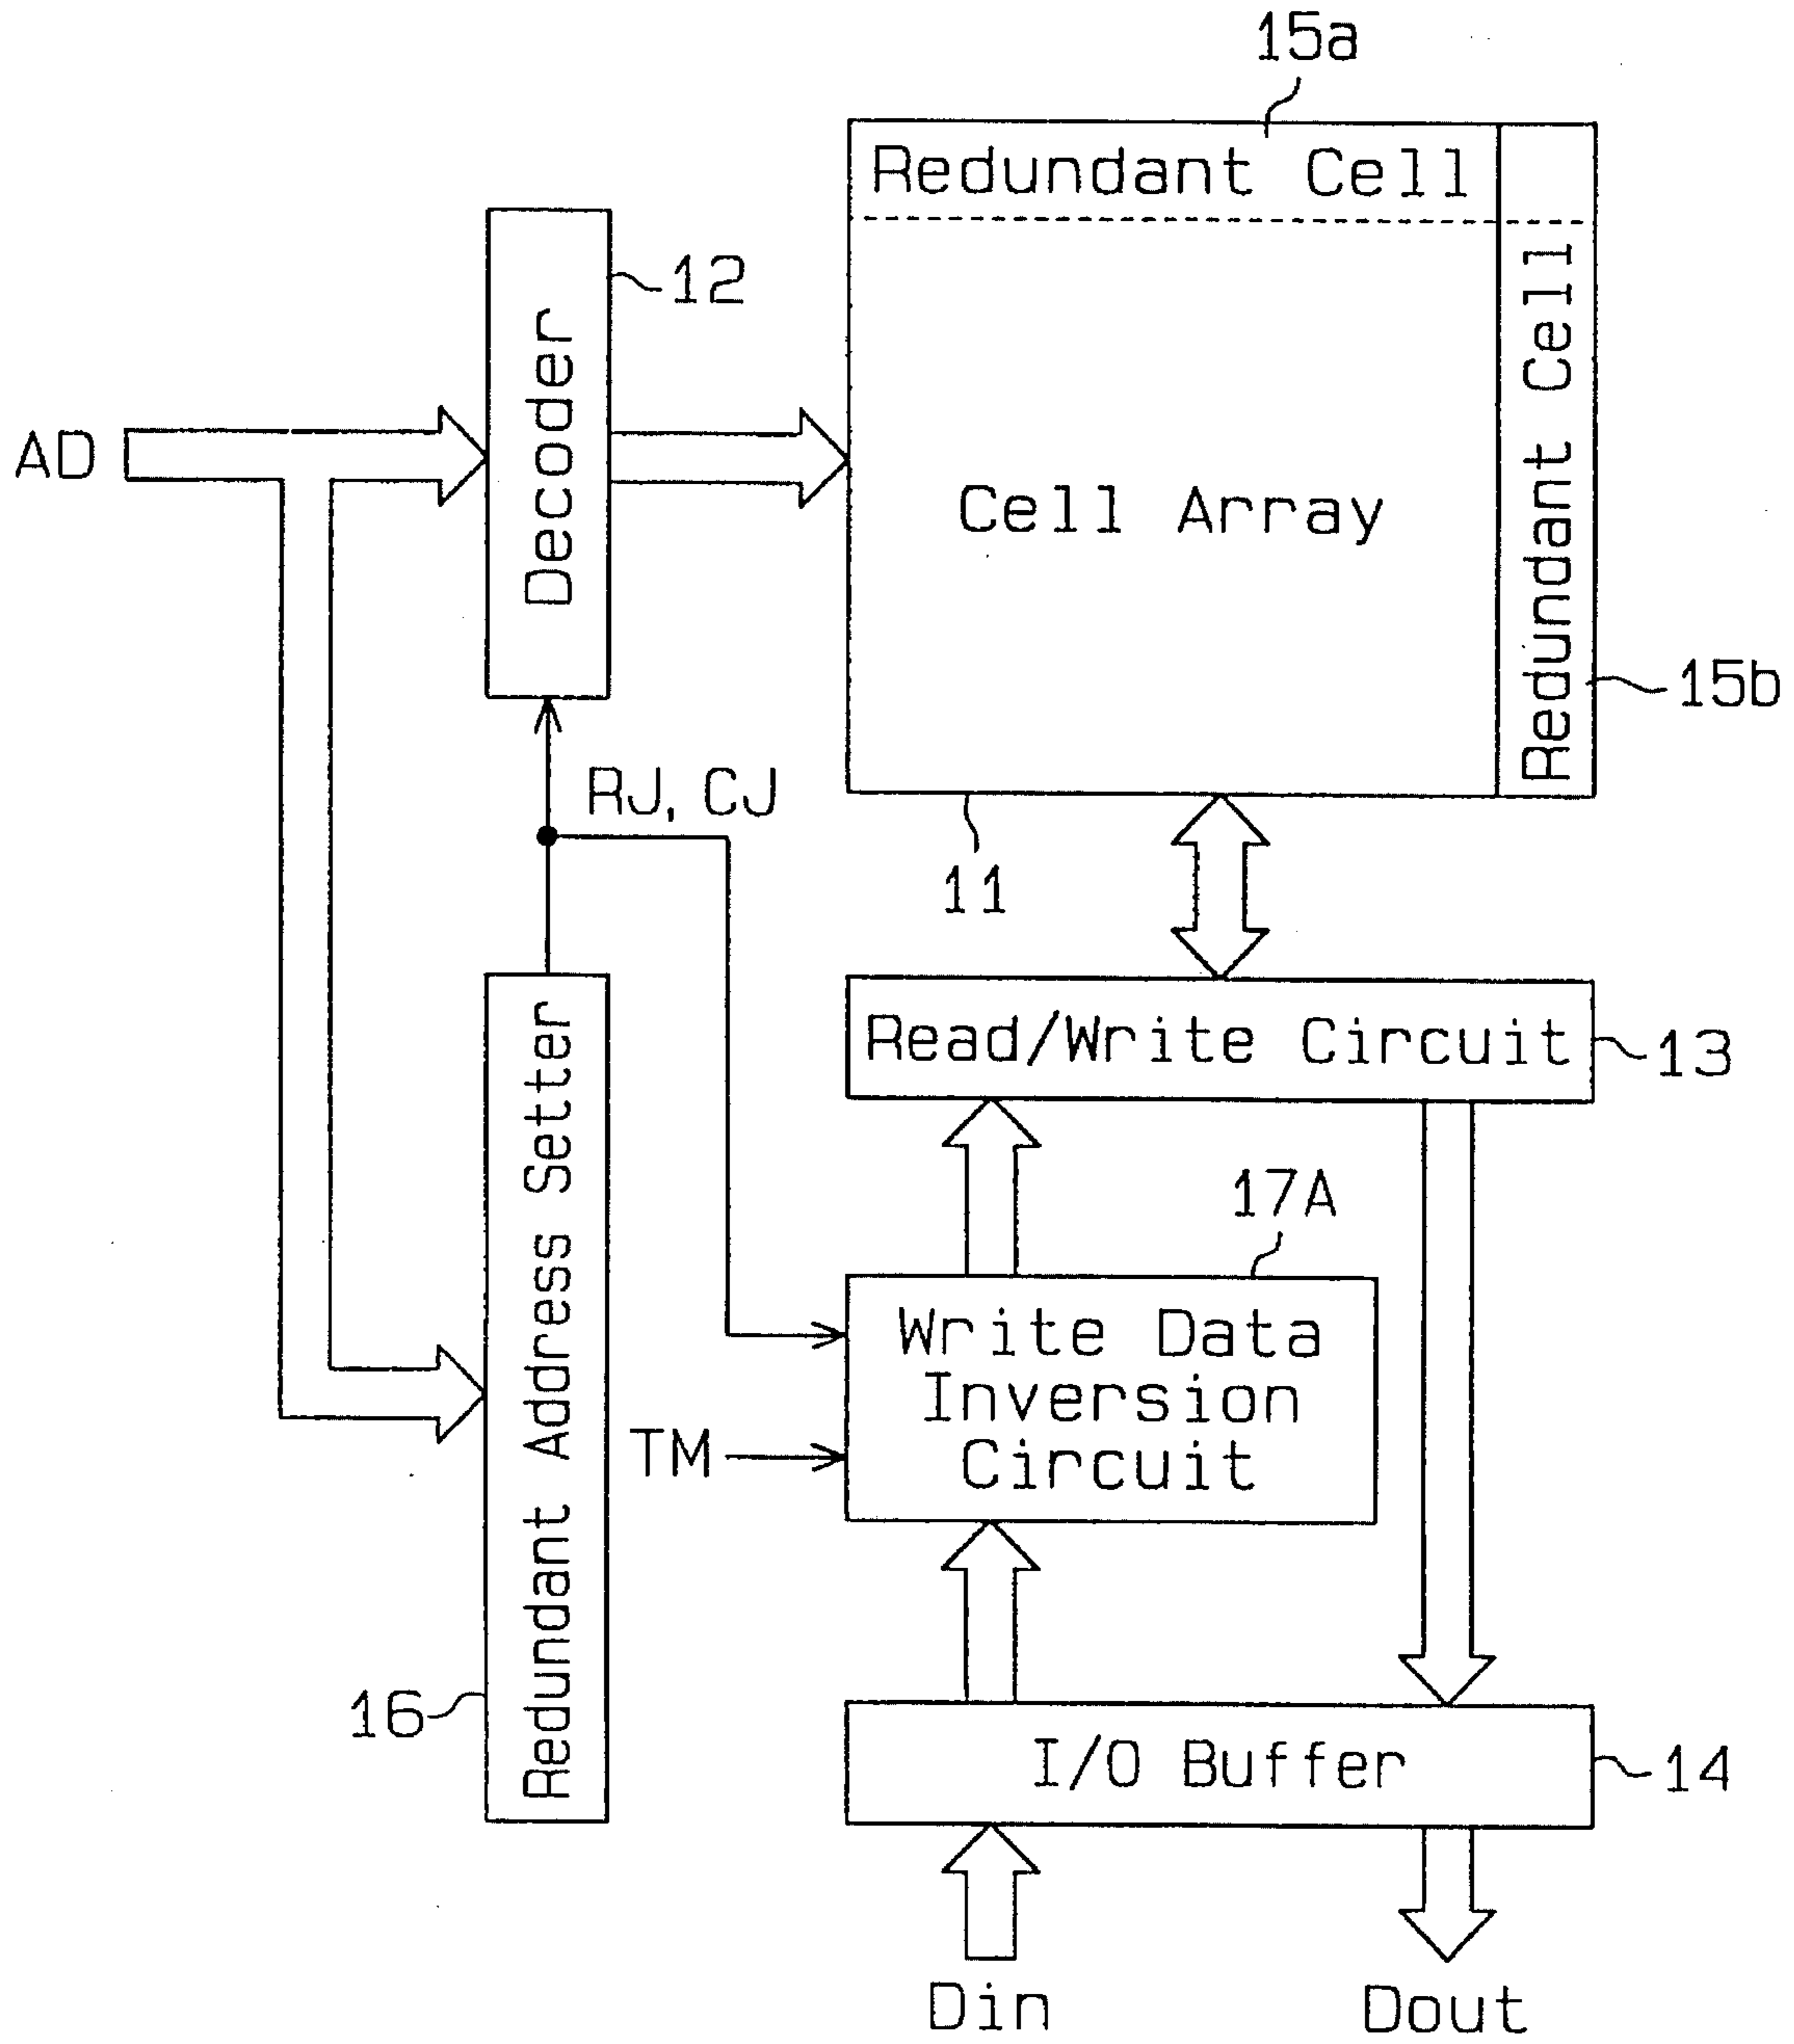 15a
Redundant Cell
12
Decoder
AD
Cell Array
Redundant Cell
15b
RJ, CJ
11
Read/Write Circuit
13
17A
Redundant Address Setter
Write Data
Inversion
Circuit
TM
16
I/O Buffer
14
Din
Dout